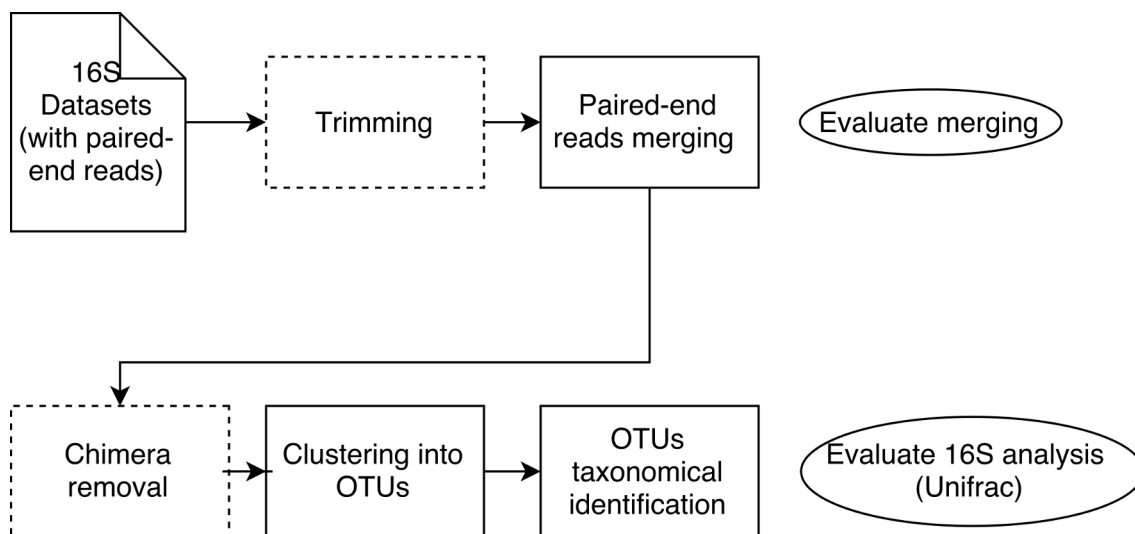 16S
Datasets
(with paired-
end reads)
Trimming
Paired-end
reads merging
Evaluate merging
Chimera
removal
Clustering into
OTUs
OTUs
taxonomical
identification
Evaluate 16S analysis
(Unifrac)